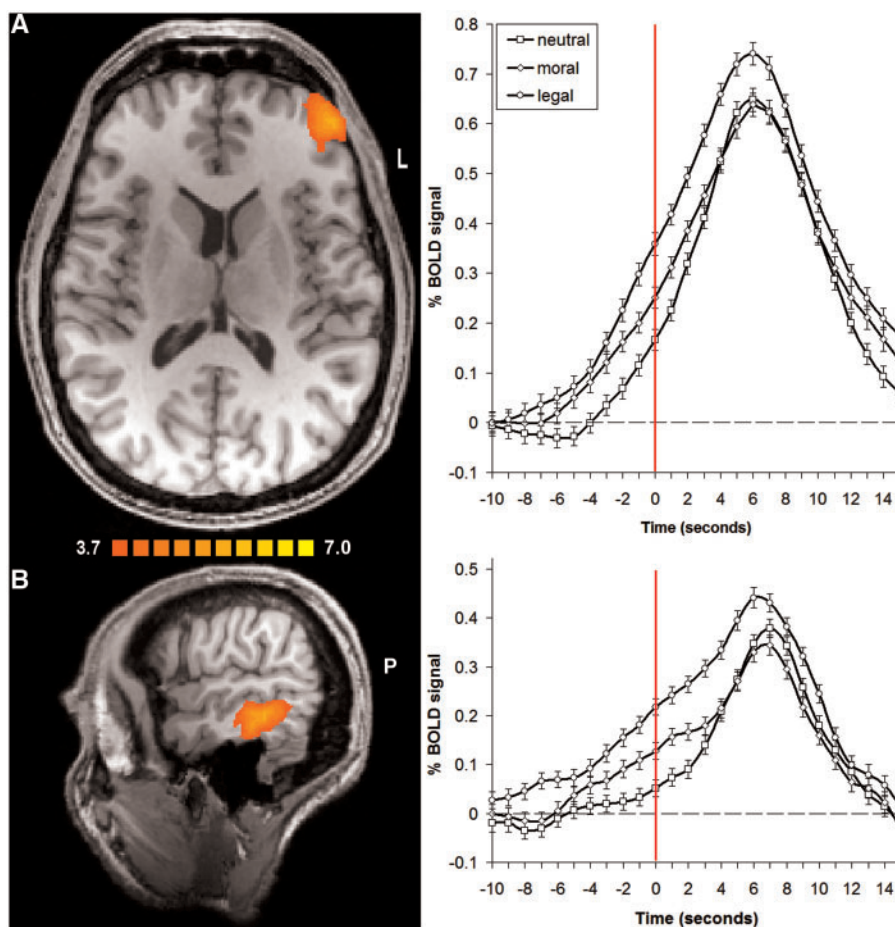 A
L
3.7 7.0
B
P
% BOLD signal
0.8
0.7
0.6
0.5
0.4
0.3
0.2
0.1
0
-0.1
neutral
moral
legal
-10 -8 -6 -4 -2 0 2 4 6 8 10 12 14
Time (seconds)
% BOLD signal
0.5
0.4
0.3
0.2
0.1
0
-0.1
-10 -8 -6 -4 -2 0 2 4 6 8 10 12 14
Time (seconds)